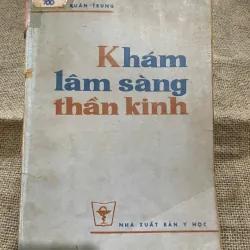 XUÂN TRUNG
Khám
lâm sàng
thần kinh
NHÀ XUẤT BẢN Y HỌC